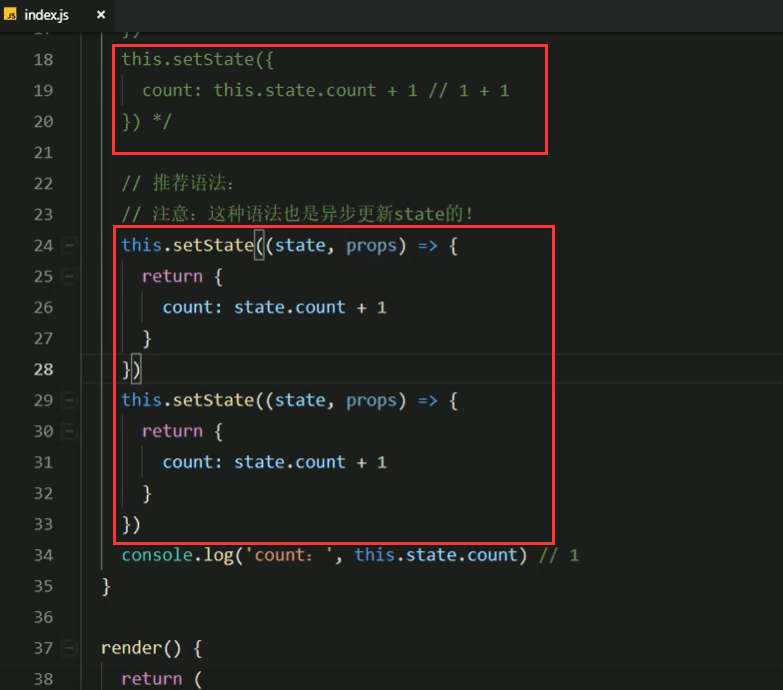 JS index.js ×
17 })
18 this.setState({
19 count: this.state.count + 1 // 1 + 1
20 }) */
21
22 // 推荐语法：
23 // 注意：这种语法也是异步更新state的！
24 this.setState((state, props) => {
25 return {
26 count: state.count + 1
27 }
28 })
29 this.setState((state, props) => {
30 return {
31 count: state.count + 1
32 }
33 })
34 console.log('count：', this.state.count) // 1
35 }
36
37 render() {
38 return (